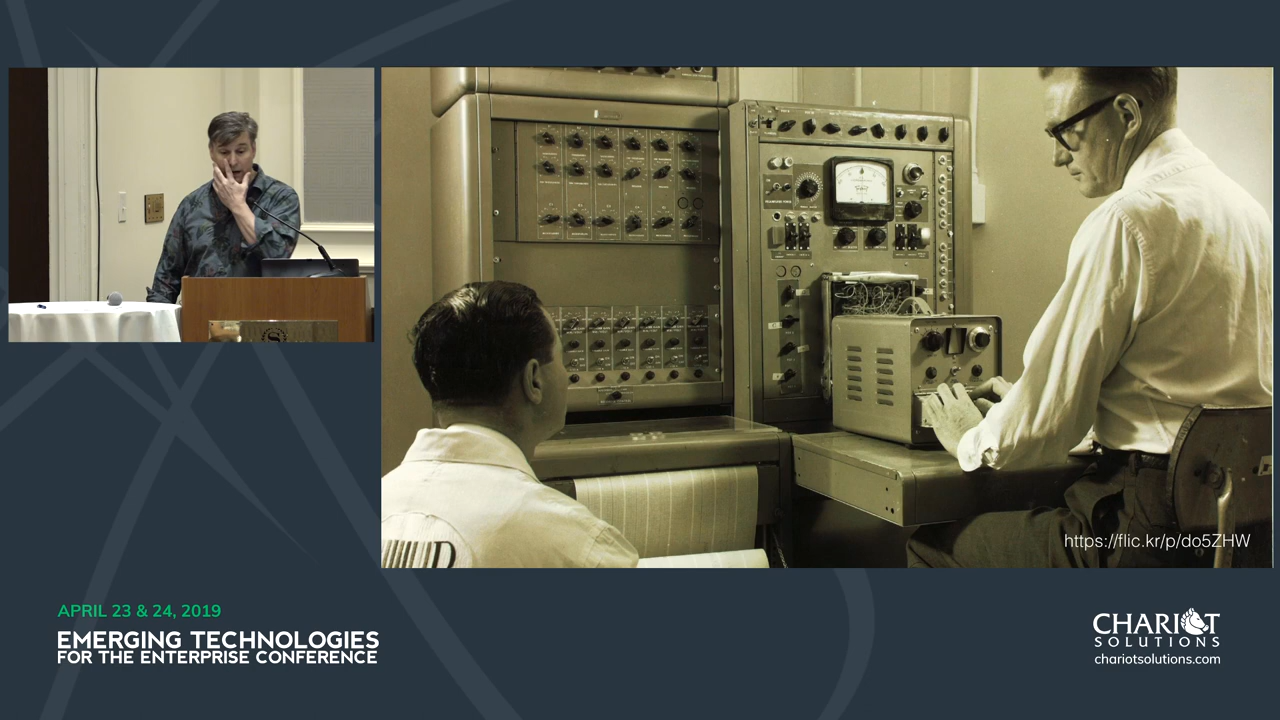 https://flic.kr/p/do5ZHW
APRIL 23 & 24, 2019
EMERGING TECHNOLOGIES
FOR THE ENTERPRISE CONFERENCE
CHARIOT
SOLUTIONS
chariotsolutions.com